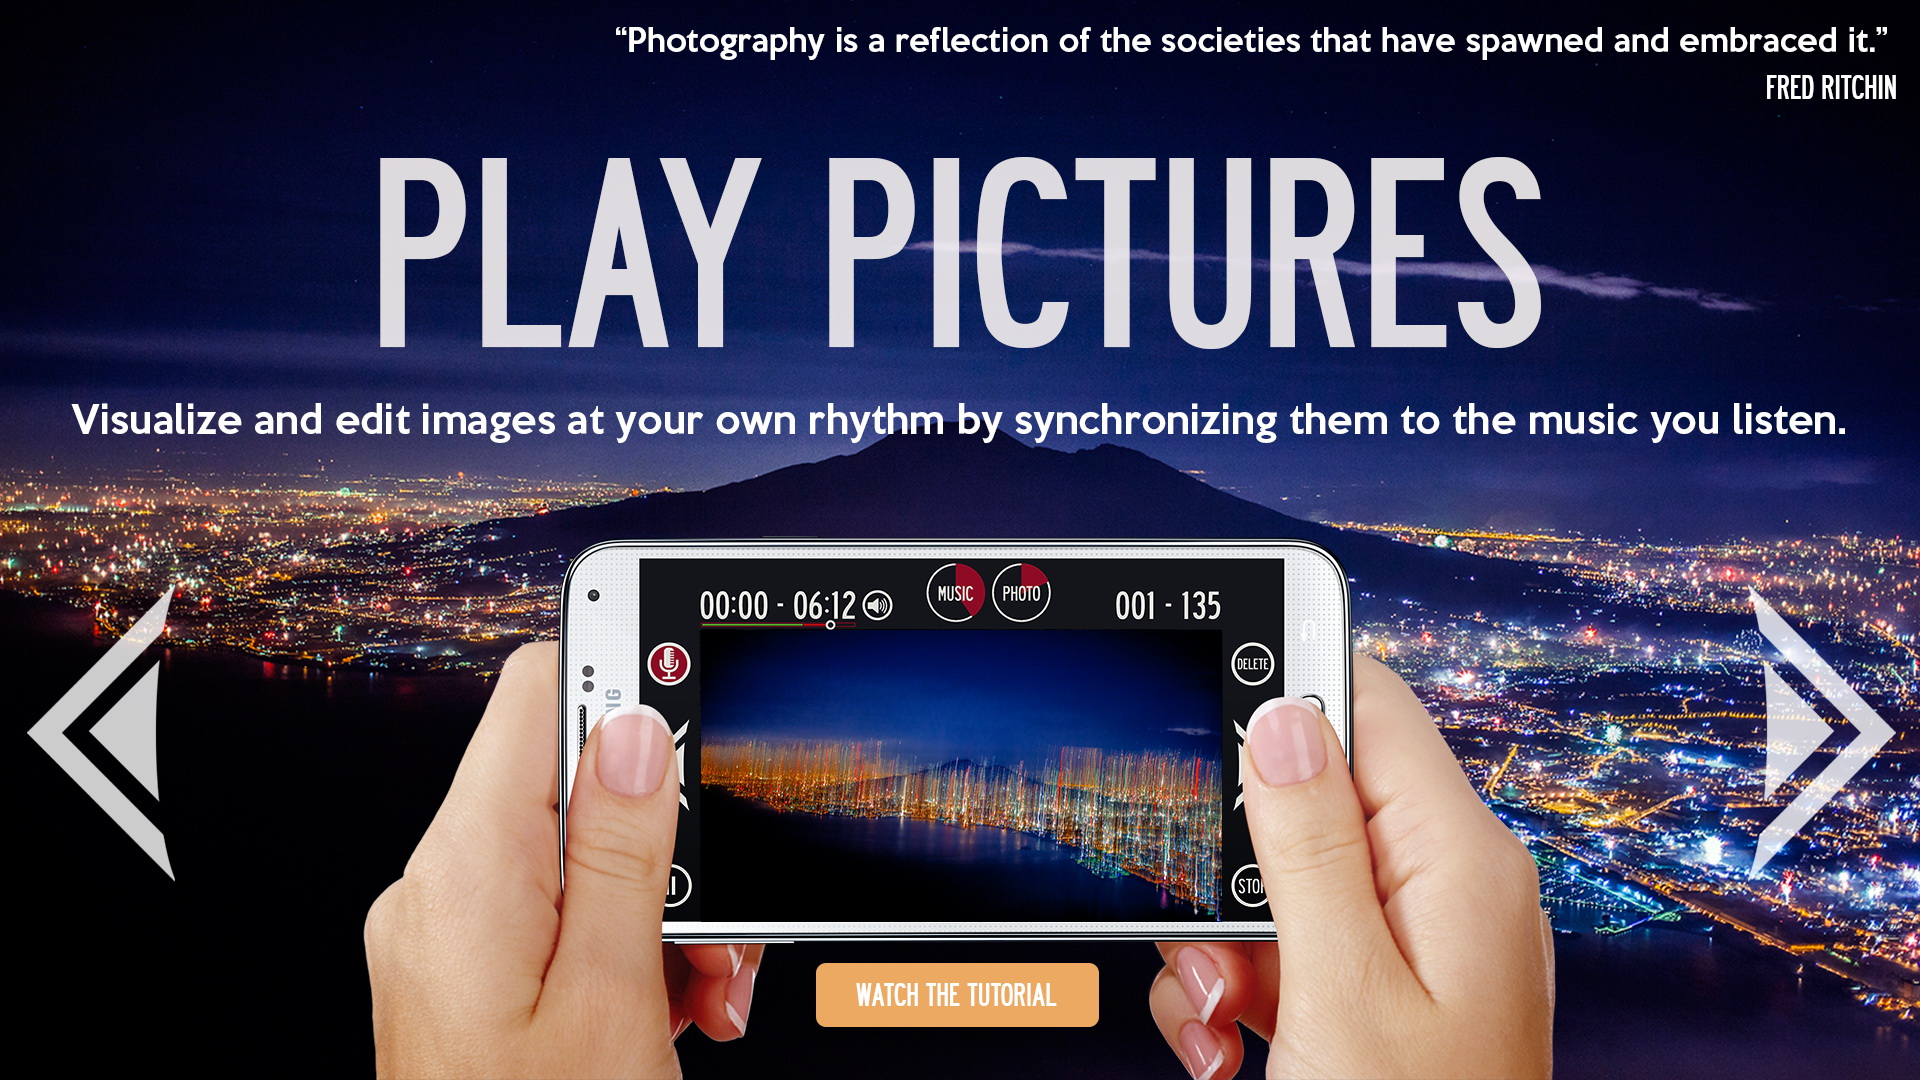 “Photography is a reflection of the societies that have spawned and embraced it.”
FRED RITCHIN
PLAY PICTURES
Visualize and edit images at your own rhythm by synchronizing them to the music you listen.
00:00 - 06:12
MUSIC
PHOTO
001 - 135
DELETE
WATCH THE TUTORIAL